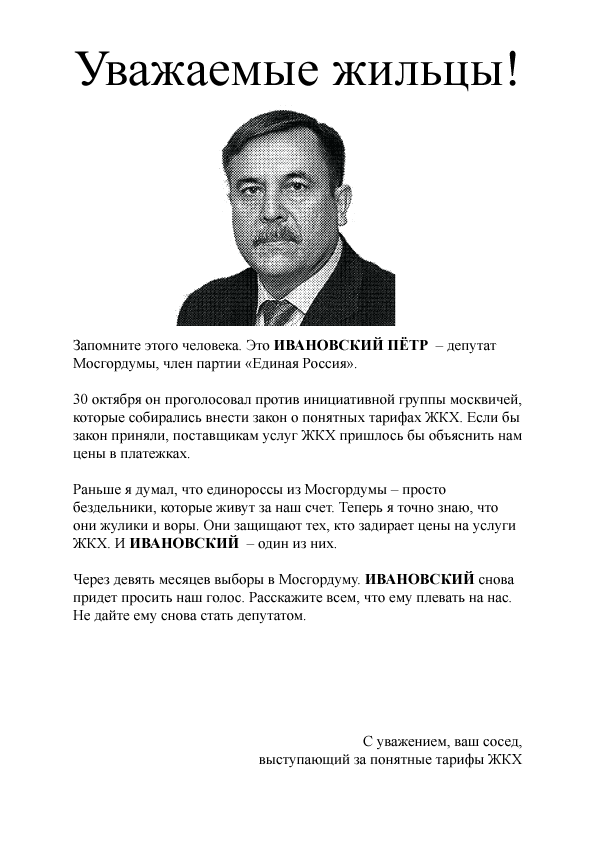 Уважаемые жильцы!
Запомните этого человека. Это ИВАНОВСКИЙ ПЁТР – депутат
Мосгордумы, член партии «Единая Россия».
30 октября он проголосовал против инициативной группы москвичей,
которые собирались внести закон о понятных тарифах ЖКХ. Если бы
закон приняли, поставщикам услуг ЖКХ пришлось бы объяснить нам
цены в платежках.
Раньше я думал, что единороссы из Мосгордумы – просто
бездельники, которые живут за наш счет. Теперь я точно знаю, что
они жулики и воры. Они защищают тех, кто задирает цены на услуги
ЖКХ. И ИВАНОВСКИЙ – один из них.
Через девять месяцев выборы в Мосгордуму. ИВАНОВСКИЙ снова
придет просить наш голос. Расскажите всем, что ему плевать на нас.
Не дайте ему снова стать депутатом.
С уважением, ваш сосед,
выступающий за понятные тарифы ЖКХ